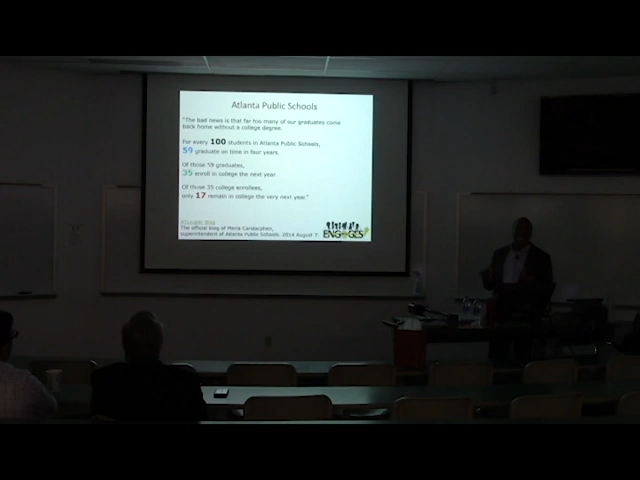 Atlanta Public Schools
"The bad news is that far too many of our graduates come
back home without a college degree.
For every 100 students in Atlanta Public Schools,
59 graduate on time in four years.
Of those 59 graduates,
35 enroll in college the next year.
Of those 35 college enrollees,
only 17 remain in college the very next year."
Blog
The official blog of Meria Carstarphen,
superintendent of Atlanta Public Schools. 2014 August 7.
ENGAGES